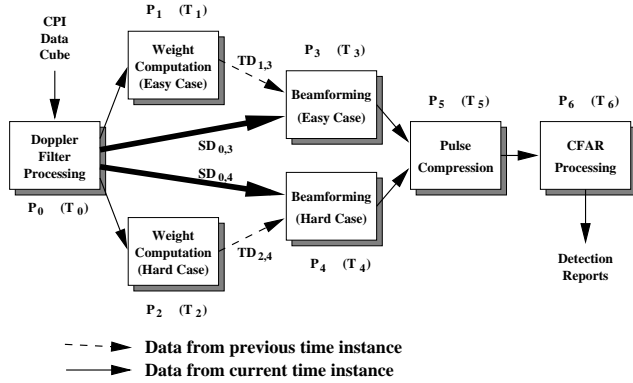 CPI
Data
Cube
P1 (T1)
Weight
Computation
(Easy Case)
TD1,3
P3 (T3)
Beamforming
(Easy Case)
P5 (T5)
P6 (T6)
Doppler
Filter
Processing
P0 (T0)
SD0,3
SD0,4
Pulse
Compression
CFAR
Processing
Weight
Computation
(Hard Case)
TD2,4
Beamforming
(Hard Case)
P4 (T4)
P2 (T2)
Detection
Reports
Data from previous time instance
Data from current time instance